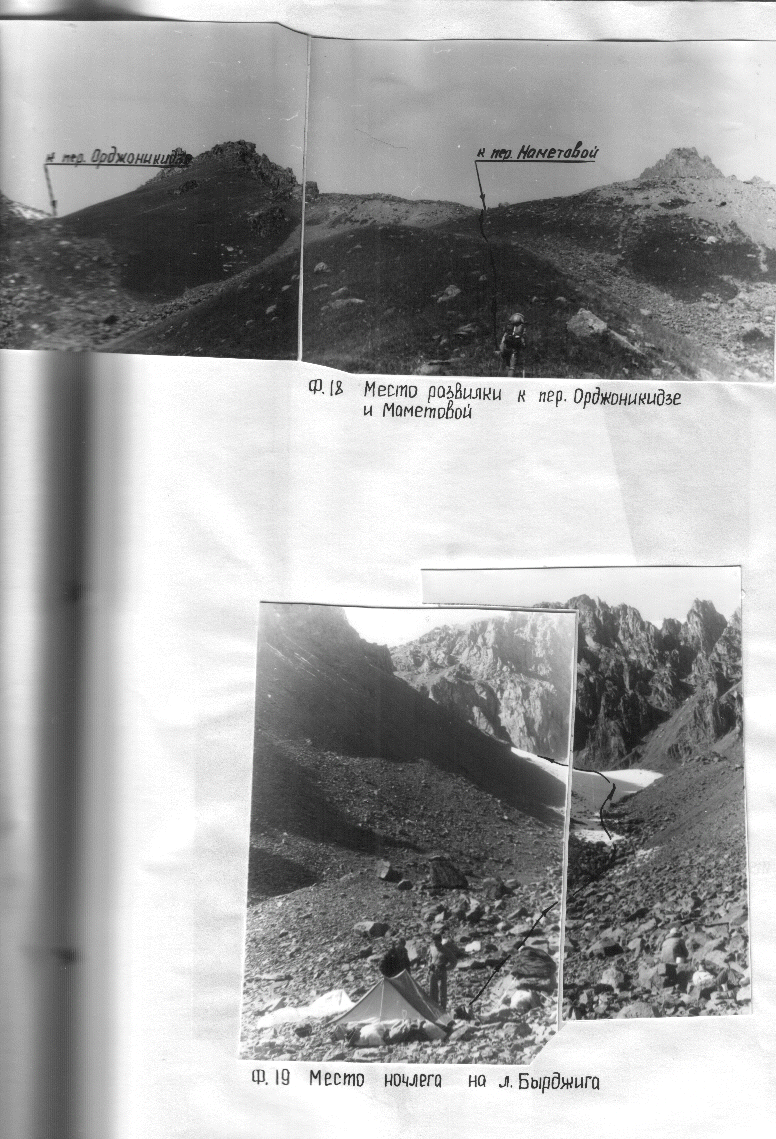 к пер. Орджоникидзе
к пер. Маметовой
Ф.18 Место развилки к пер. Орджоникидзе
и Маметовой
Ф.19 Место ночлега на л. Бырджига